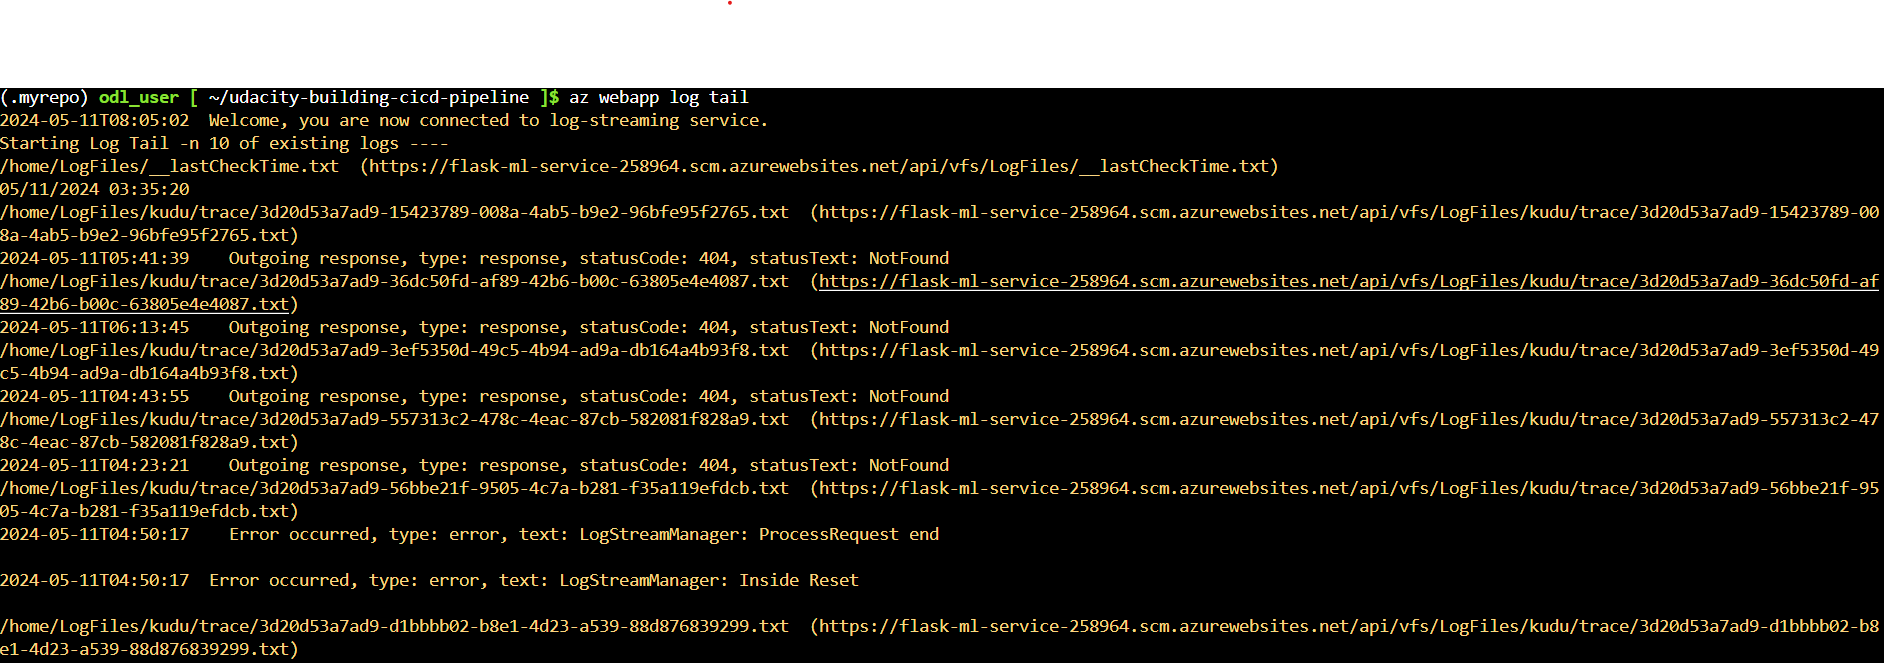 (.myrepo) odl_user [ ~/udacity-building-cicd-pipeline ]$ az webapp log tail
2024-05-11T08:05:02  Welcome, you are now connected to log-streaming service.
Starting Log Tail -n 10 of existing logs ----
/home/LogFiles/__lastCheckTime.txt  (https://flask-ml-service-258964.scm.azurewebsites.net/api/vfs/LogFiles/__lastCheckTime.txt)
05/11/2024 03:35:20
/home/LogFiles/kudu/trace/3d20d53a7ad9-15423789-008a-4ab5-b9e2-96bfe95f2765.txt  (https://flask-ml-service-258964.scm.azurewebsites.net/api/vfs/LogFiles/kudu/trace/3d20d53a7ad9-15423789-00
8a-4ab5-b9e2-96bfe95f2765.txt)
2024-05-11T05:41:39    Outgoing response, type: response, statusCode: 404, statusText: NotFound
/home/LogFiles/kudu/trace/3d20d53a7ad9-36dc50fd-af89-42b6-b00c-63805e4e4087.txt  (https://flask-ml-service-258964.scm.azurewebsites.net/api/vfs/LogFiles/kudu/trace/3d20d53a7ad9-36dc50fd-af
89-42b6-b00c-63805e4e4087.txt)
2024-05-11T06:13:45    Outgoing response, type: response, statusCode: 404, statusText: NotFound
/home/LogFiles/kudu/trace/3d20d53a7ad9-3ef5350d-49c5-4b94-ad9a-db164a4b93f8.txt  (https://flask-ml-service-258964.scm.azurewebsites.net/api/vfs/LogFiles/kudu/trace/3d20d53a7ad9-3ef5350d-49
c5-4b94-ad9a-db164a4b93f8.txt)
2024-05-11T04:43:55    Outgoing response, type: response, statusCode: 404, statusText: NotFound
/home/LogFiles/kudu/trace/3d20d53a7ad9-557313c2-478c-4eac-87cb-582081f828a9.txt  (https://flask-ml-service-258964.scm.azurewebsites.net/api/vfs/LogFiles/kudu/trace/3d20d53a7ad9-557313c2-47
8c-4eac-87cb-582081f828a9.txt)
2024-05-11T04:23:21    Outgoing response, type: response, statusCode: 404, statusText: NotFound
/home/LogFiles/kudu/trace/3d20d53a7ad9-56bbe21f-9505-4c7a-b281-f35a119efdcb.txt  (https://flask-ml-service-258964.scm.azurewebsites.net/api/vfs/LogFiles/kudu/trace/3d20d53a7ad9-56bbe21f-95
05-4c7a-b281-f35a119efdcb.txt)
2024-05-11T04:50:17    Error occurred, type: error, text: LogStreamManager: ProcessRequest end
2024-05-11T04:50:17  Error occurred, type: error, text: LogStreamManager: Inside Reset
/home/LogFiles/kudu/trace/3d20d53a7ad9-d1bbbb02-b8e1-4d23-a539-88d876839299.txt  (https://flask-ml-service-258964.scm.azurewebsites.net/api/vfs/LogFiles/kudu/trace/3d20d53a7ad9-d1bbbb02-b8
e1-4d23-a539-88d876839299.txt)